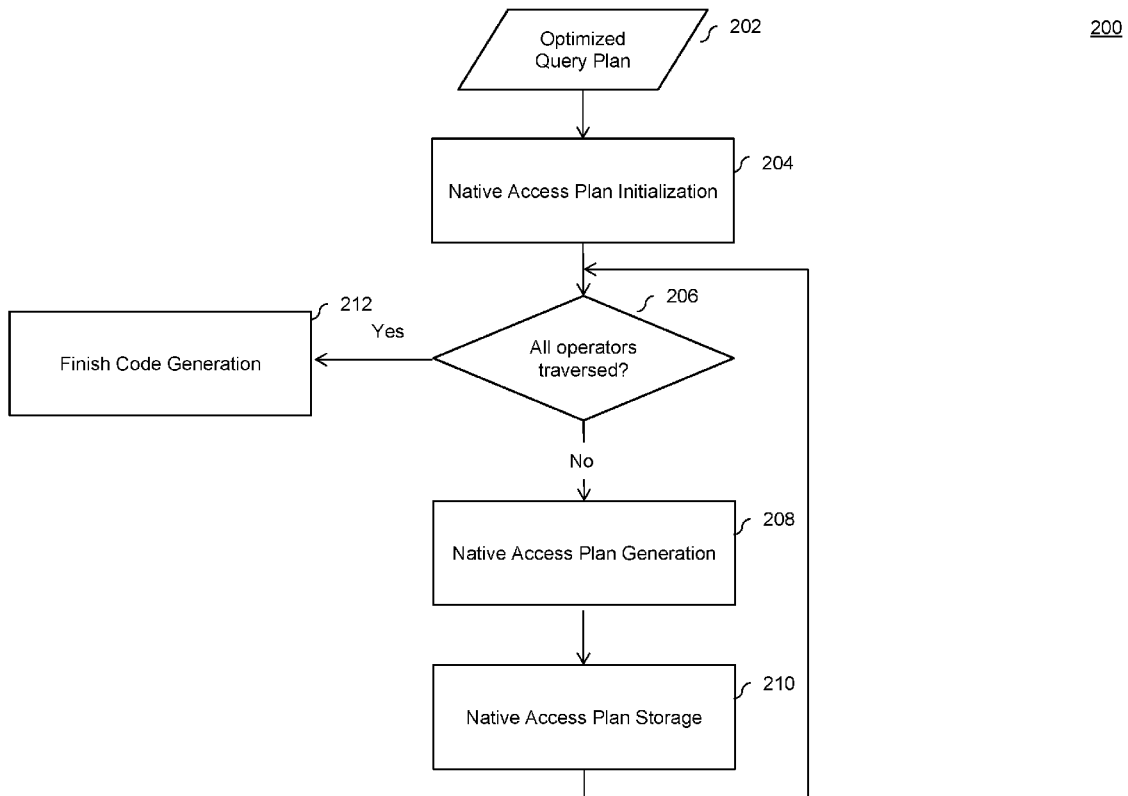 200
Optimized
Query Plan
202
Native Access Plan Initialization
204
All operators
traversed?
206
Yes
Finish Code Generation
212
No
Native Access Plan Generation
208
Native Access Plan Storage
210